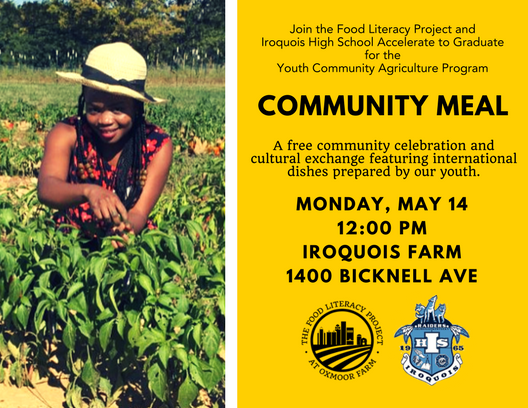 Join the Food Literacy Project and
Iroquois High School Accelerate to Graduate
for the
Youth Community Agriculture Program
COMMUNITY MEAL
A free community celebration and
cultural exchange featuring international
dishes prepared by our youth.
MONDAY, MAY 14
12:00 PM
IROQUOIS FARM
1400 BICKNELL AVE
THE FOOD LITERACY PROJECT
AT OXMOOR FARM
RAIDERS
19 65
I
H S
IROQUOIS